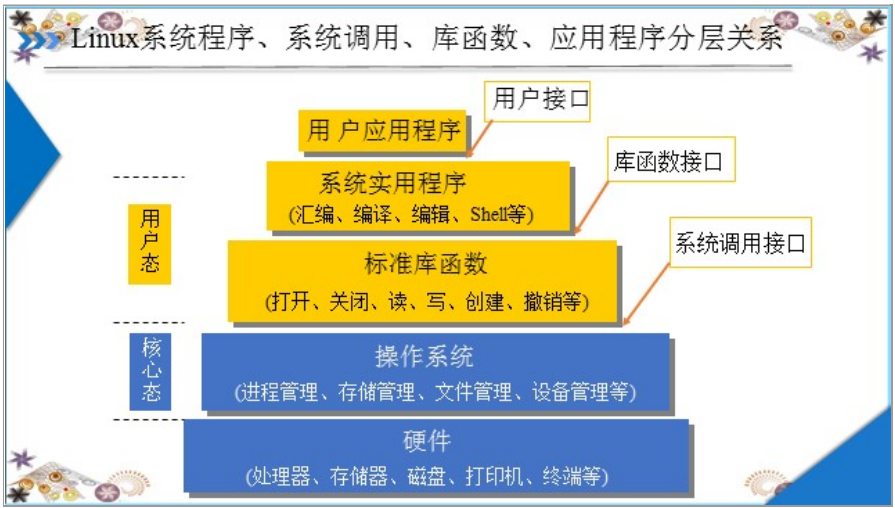 Linux系统程序、系统调用、库函数、应用程序分层关系
用户接口
用 户应用程序
库函数接口
系统实用程序
(汇编、编译、编辑、Shell等)
用户态
系统调用接口
标准库函数
(打开、关闭、读、写、创建、撤销等)
核心态
操作系统
(进程管理、存储管理、文件管理、设备管理等)
硬件
(处理器、存储器、磁盘、打印机、终端等)